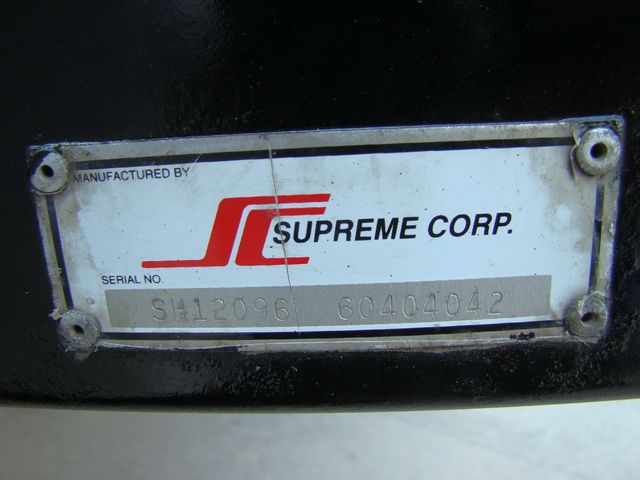 MANUFACTURED BY
SC SUPREME CORP.
SERIAL NO.
SH12096 60404042